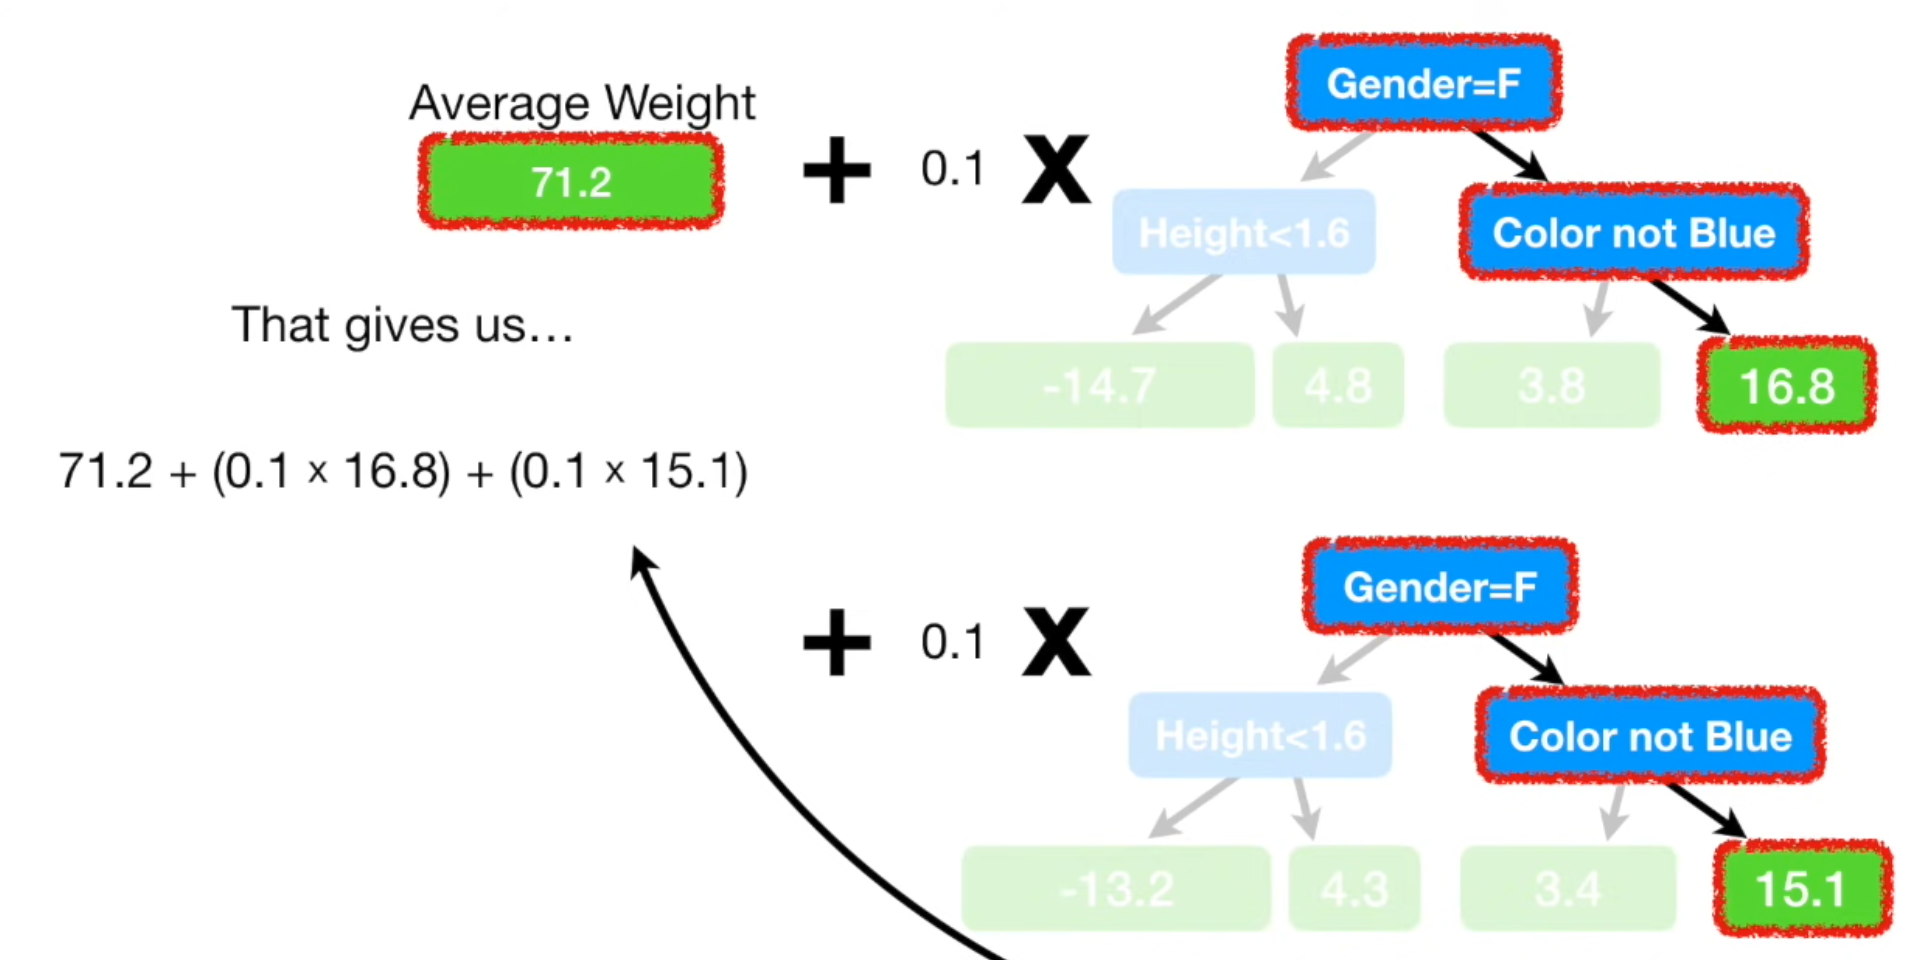 Average Weight
71.2
+ 0.1 X
Gender=F
Height<1.6
Color not Blue
-14.7
4.8
3.8
16.8
That gives us...
71.2 + (0.1 x 16.8) + (0.1 x 15.1)
+ 0.1 X
Gender=F
Height<1.6
Color not Blue
-13.2
4.3
3.4
15.1